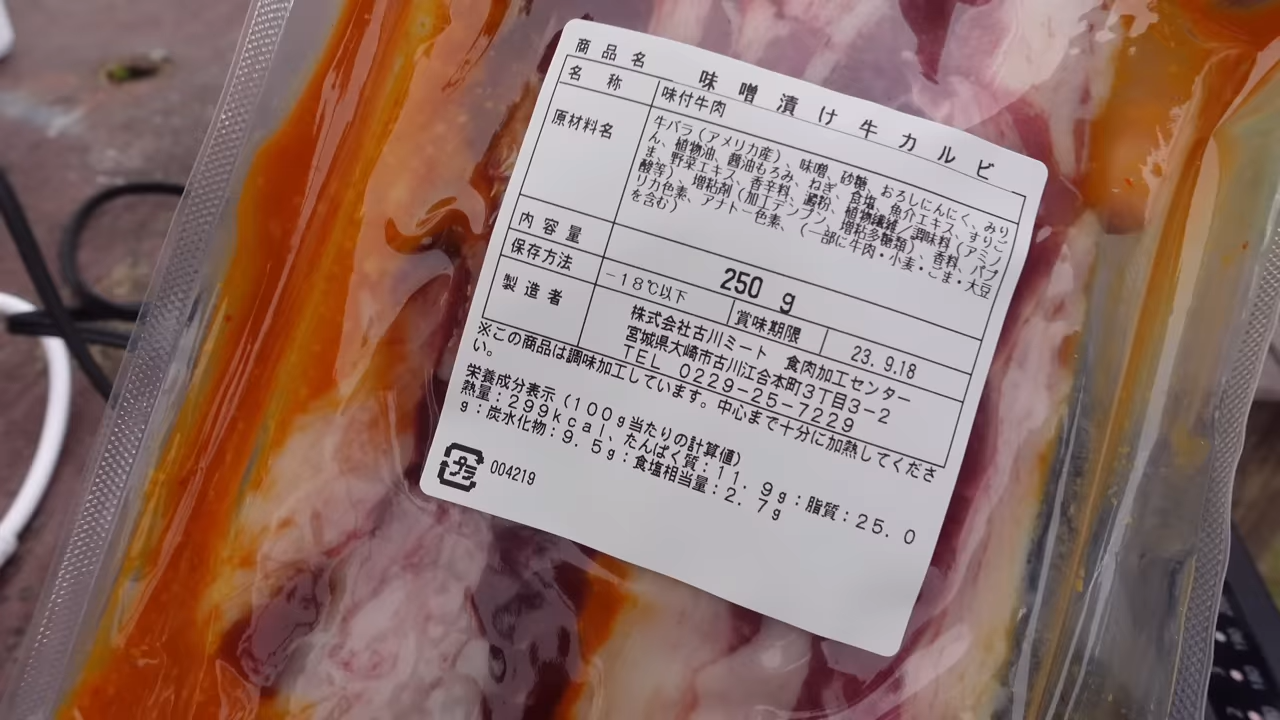 商品名 味噌漬け牛カルビ
名称 味付牛肉
原材料名 牛バラ(アメリカ産)、味噌、砂糖、おろしにんにく、みり
ん、植物油、醤油もろみ、ねぎ、食塩、魚介エキス、すりご
ま、野菜エキス、香辛料、澱粉、植物繊維/調味料(アミノ
酸等)、増粘剤(加工デンプン、増粘多糖類)、香料、パプ
リカ色素、アナトー色素、(一部に牛肉・小麦・ごま・大豆
を含む)
内容量 250g
保存方法 -18℃以下 賞味期限 23.9.18
製造者 株式会社古川ミート 食肉加工センター
宮城県大崎市古川江合本町3丁目3-2
TEL 0229-25-7229
※この商品は調味加工しています。中心まで十分に加熱してくださ
い。
栄養成分表示(100g当たりの計算値)
熱量:299kcal、たんぱく質:11.9g:脂質:25.0
g:炭水化物:9.5g:食塩相当量:2.7g
プラ 004219